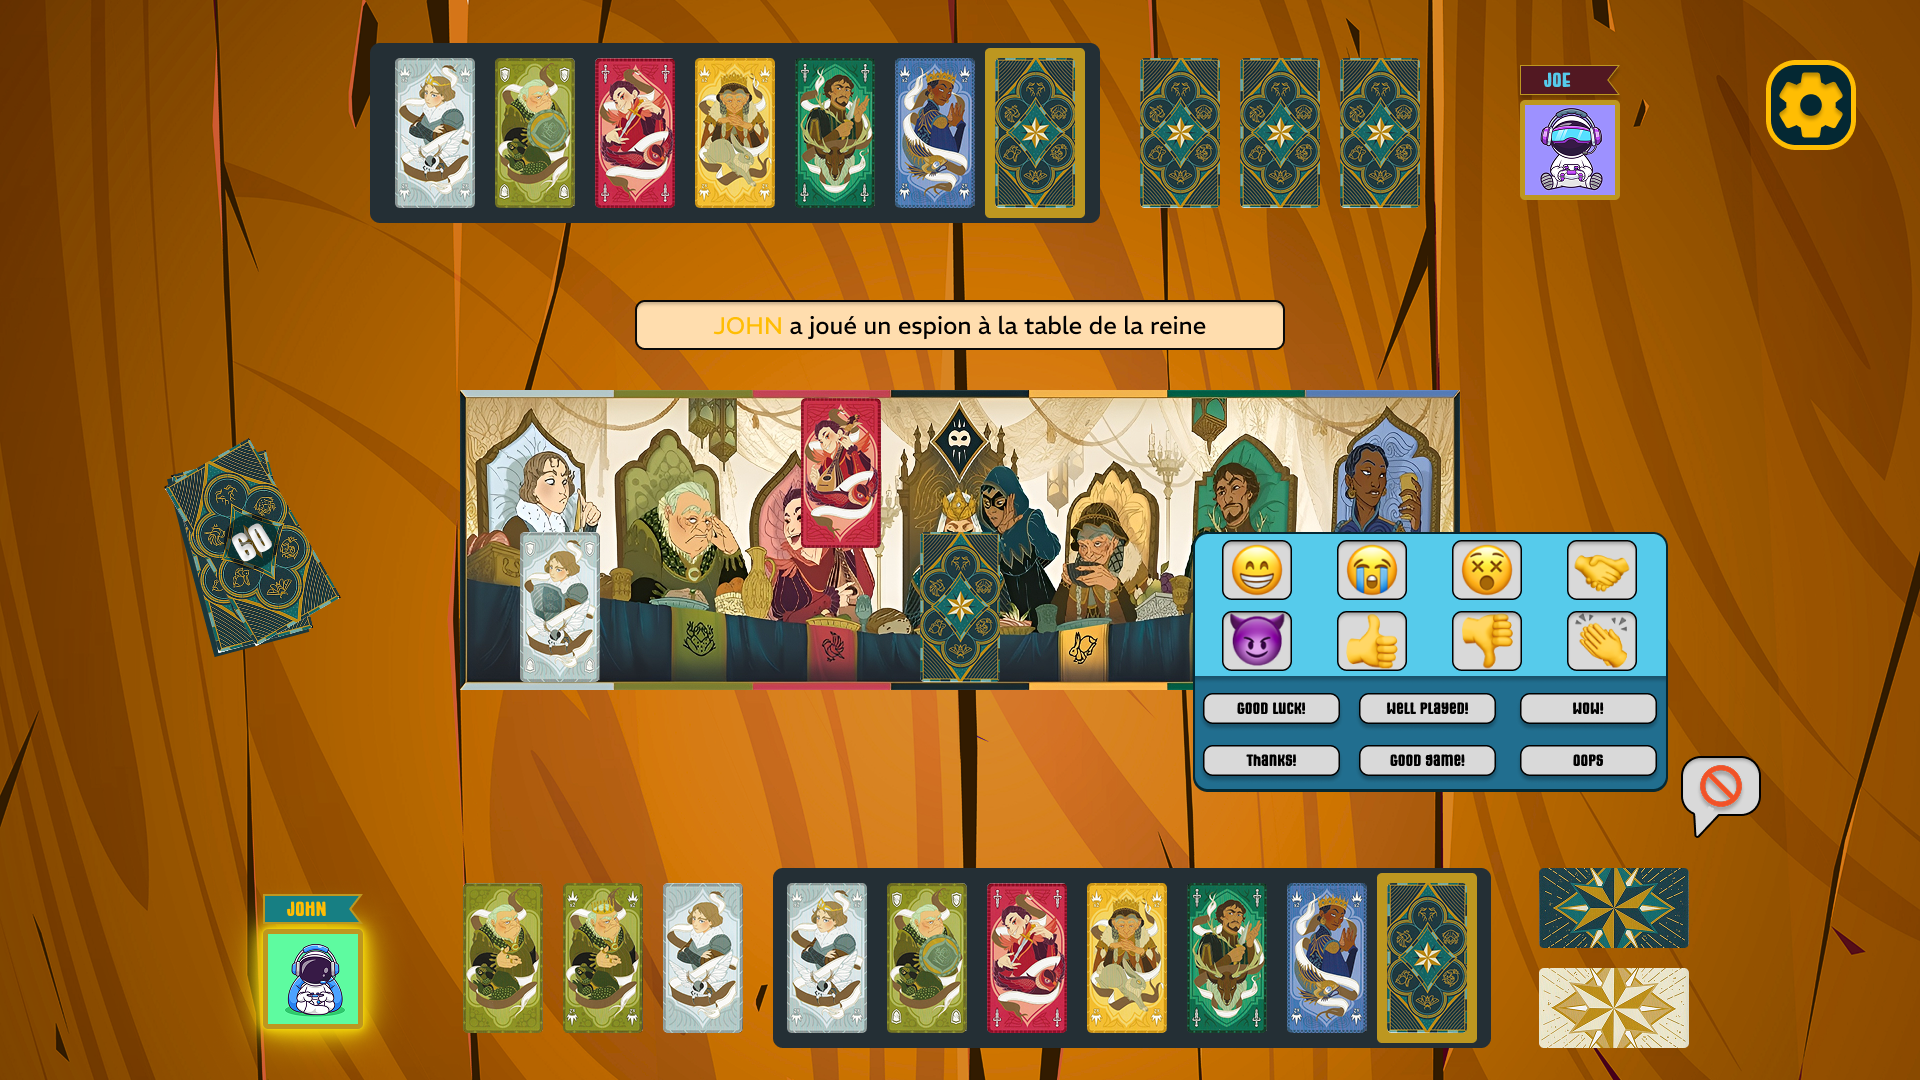 JOE
JOHN a joué un espion à la table de la reine
60
GOOD LUCK!
WELL PLAYED!
WOW!
THANKS!
GOOD GAME!
OOPS
JOHN